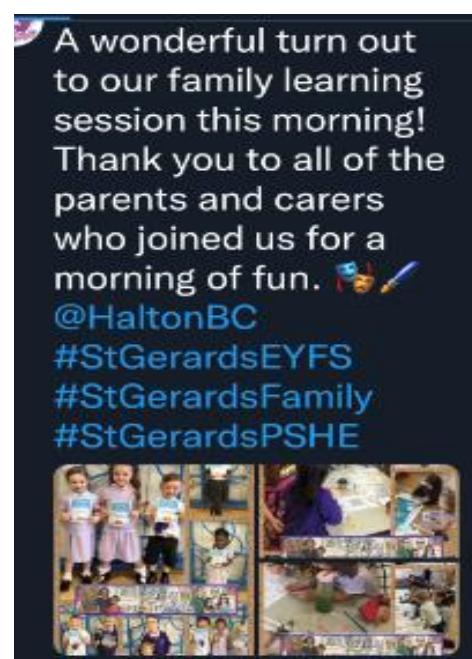 A wonderful turn out
to our family learning
session this morning!
Thank you to all of the
parents and carers
who joined us for a
morning of fun. 🎭🖌️
@HaltonBC
#StGerardsEYFS
#StGerardsFamily
#StGerardsPSHE